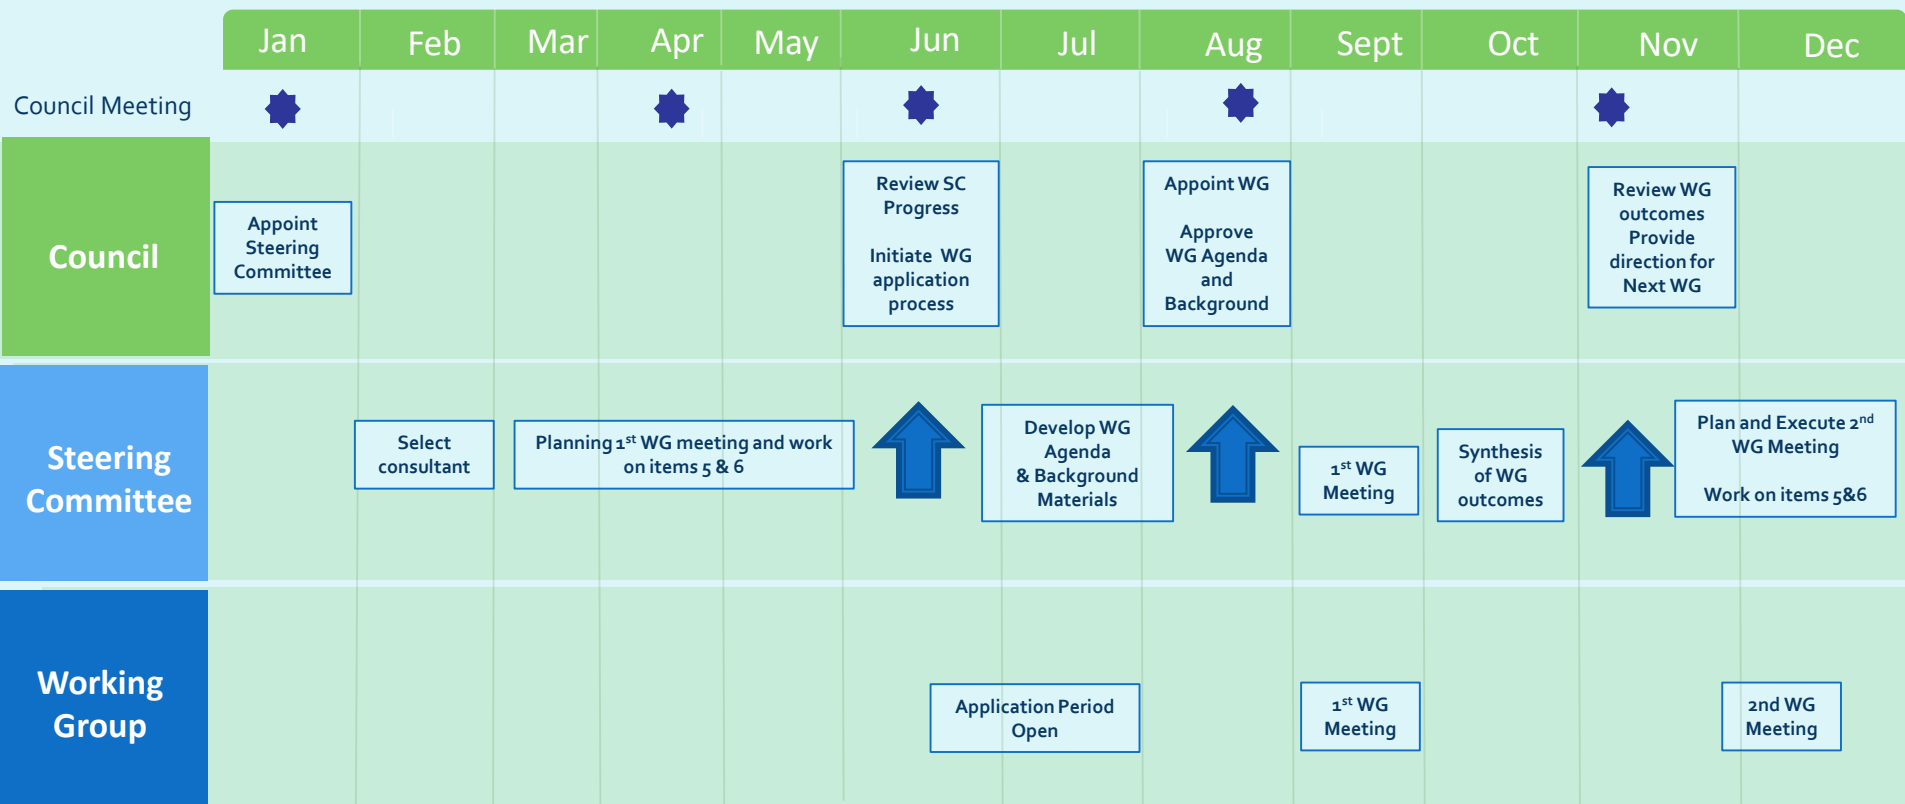 Jan
Feb
Mar
Apr
May
Jun
Jul
Aug
Sept
Oct
Nov
Dec
Council Meeting
Council
Appoint
Steering
Committee
Review SC
Progress
Initiate WG
application
process
Appoint WG
Approve
WG Agenda
and
Background
Review WG
outcomes
Provide
direction for
Next WG
Steering
Committee
Select
consultant
Planning 1st WG meeting and work
on items 5 & 6
Develop WG
Agenda
& Background
Materials
1st WG
Meeting
Synthesis
of WG
outcomes
Plan and Execute 2nd
WG Meeting
Work on items 5&6
Working
Group
Application Period
Open
1st WG
Meeting
2nd WG
Meeting